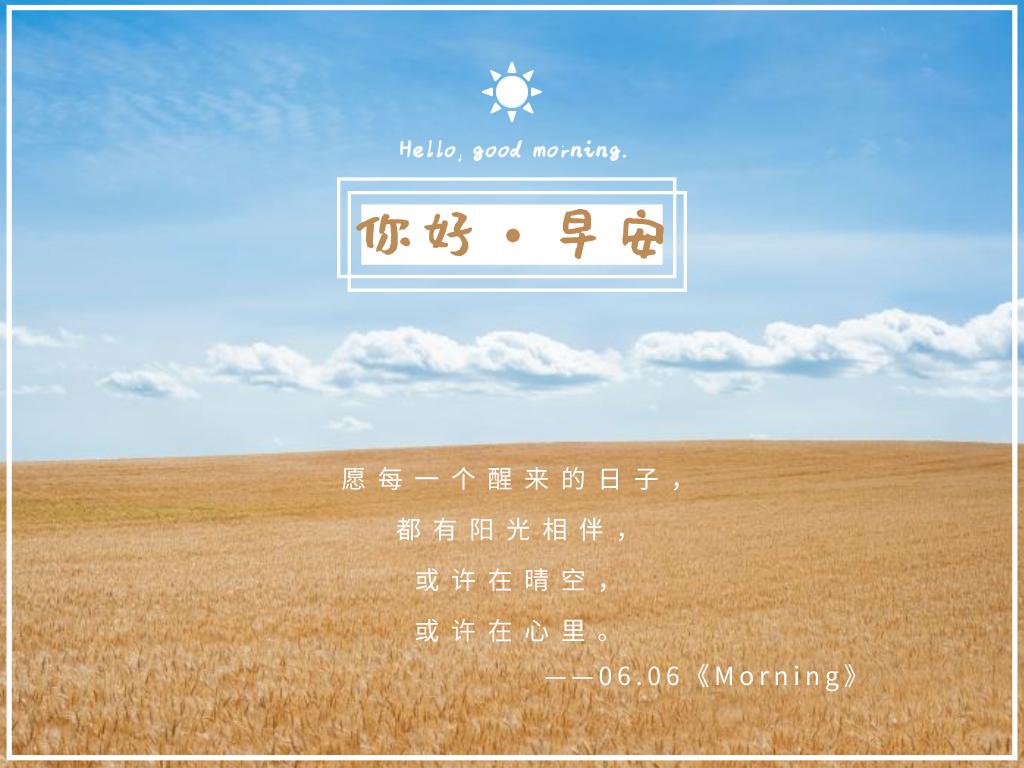 Hello, good morning.
你好·早安
愿每一个醒来的日子，
都有阳光相伴，
或许在晴空，
或许在心里。
——06.06《Morning》